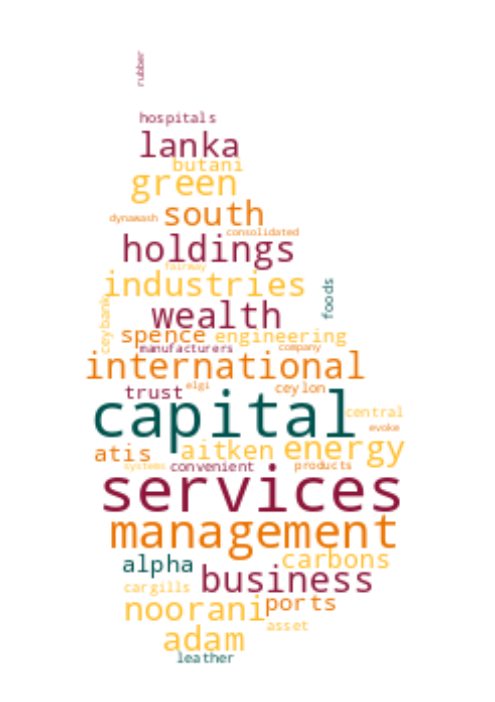 rubber
hospitals
lanka
butani
green
south
dynawash
consolidated
holdings
fairway
industries
foods
ceybank
wealth
spence engineering
manufacturers company
international
trust elgi ceylon
capital
central
evoke
atis aitken energy
systems convenient products
services
management
carbons
alpha
business
cargills
noorani ports
asset
adam
leather